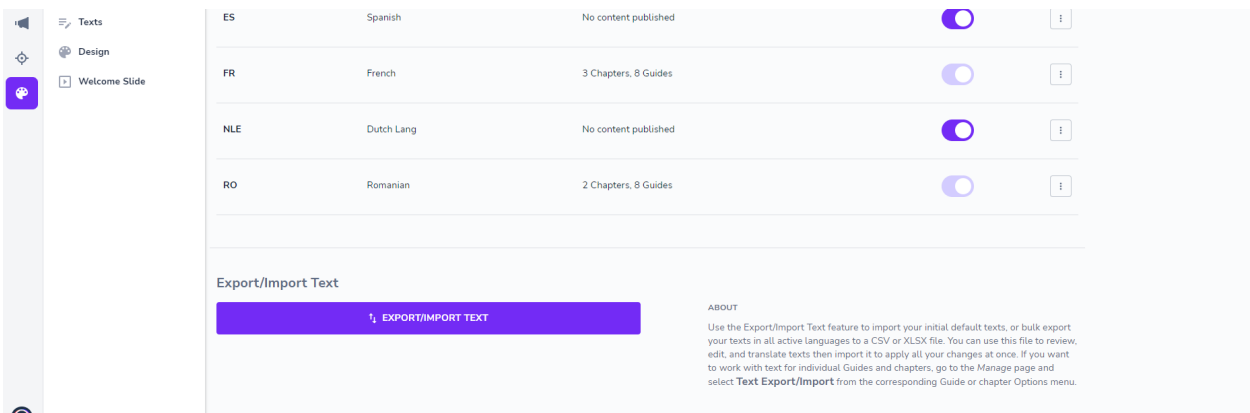 Texts
Design
Welcome Slide
ES Spanish No content published
FR French 3 Chapters, 8 Guides
NLE Dutch Lang No content published
RO Romanian 2 Chapters, 8 Guides
Export/Import Text
EXPORT/IMPORT TEXT
ABOUT
Use the Export/Import Text feature to import your initial default texts, or bulk export
your texts in all active languages to a CSV or XLSX file. You can use this file to review,
edit, and translate texts then import it to apply all your changes at once. If you want
to work with text for individual Guides and chapters, go to the Manage page and
select Text Export/Import from the corresponding Guide or chapter Options menu.